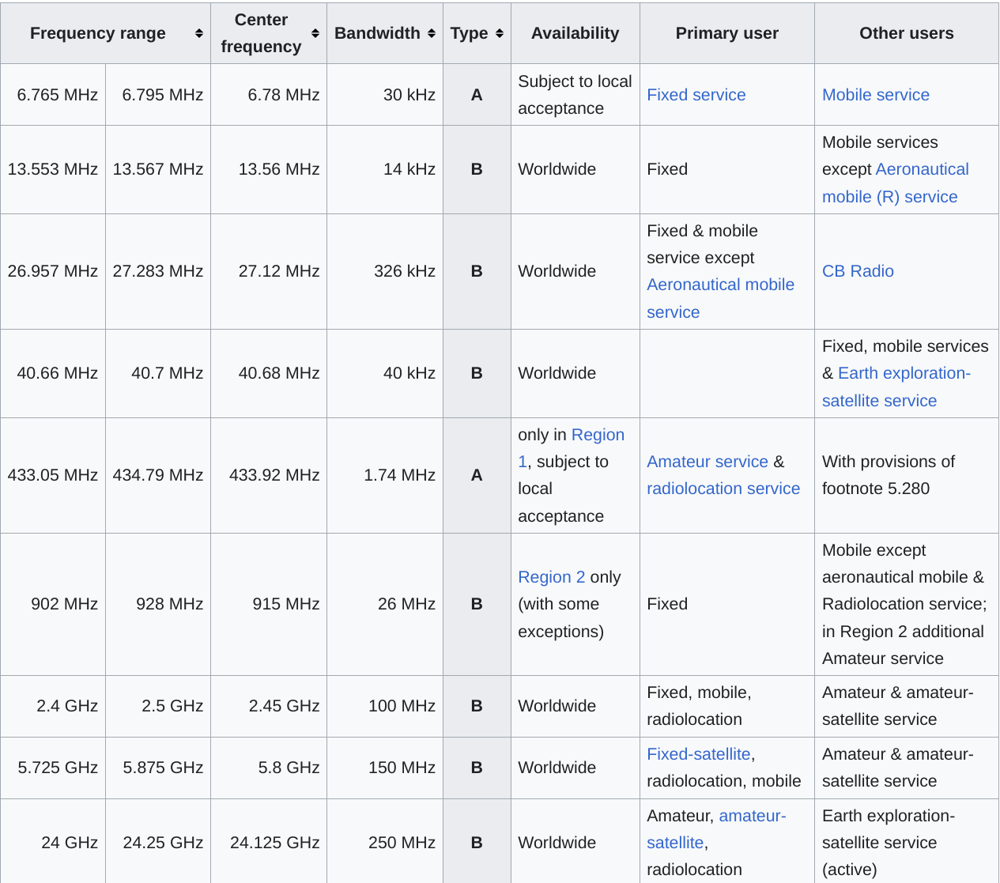 Frequency range Center frequency Bandwidth Type Availability Primary user Other users
6.765 MHz 6.795 MHz 6.78 MHz 30 kHz A Subject to local acceptance Fixed service Mobile service
13.553 MHz 13.567 MHz 13.56 MHz 14 kHz B Worldwide Fixed Mobile services except Aeronautical mobile (R) service
26.957 MHz 27.283 MHz 27.12 MHz 326 kHz B Worldwide Fixed & mobile service except Aeronautical mobile service CB Radio
40.66 MHz 40.7 MHz 40.68 MHz 40 kHz B Worldwide Fixed, mobile services & Earth exploration-satellite service
433.05 MHz 434.79 MHz 433.92 MHz 1.74 MHz A only in Region 1, subject to local acceptance Amateur service & radiolocation service With provisions of footnote 5.280
902 MHz 928 MHz 915 MHz 26 MHz B Region 2 only (with some exceptions) Fixed Mobile except aeronautical mobile & Radiolocation service; in Region 2 additional Amateur service
2.4 GHz 2.5 GHz 2.45 GHz 100 MHz B Worldwide Fixed, mobile, radiolocation Amateur & amateur-satellite service
5.725 GHz 5.875 GHz 5.8 GHz 150 MHz B Worldwide Fixed-satellite, radiolocation, mobile Amateur & amateur-satellite service
24 GHz 24.25 GHz 24.125 GHz 250 MHz B Worldwide Amateur, amateur-satellite, radiolocation Earth exploration-satellite service (active)